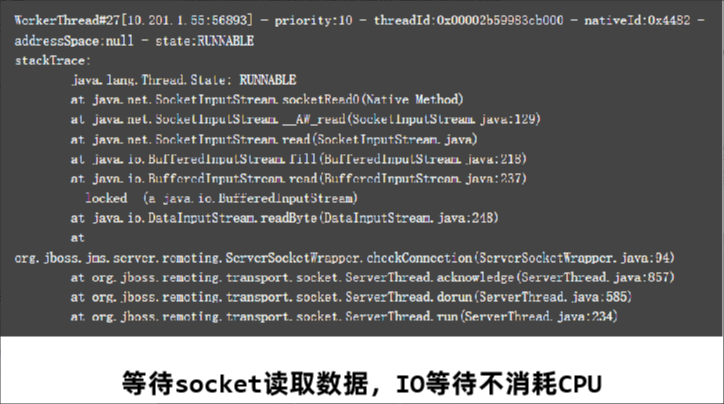 WorkerThread#27[10.201.1.55:56893] - priority:10 - threadId:0x00002b59983cb000 - nativeId:0x4482 -
addressSpace:null - state:RUNNABLE
stackTrace:
java.lang.Thread.State: RUNNABLE
at java.net.SocketInputStream.socketRead0(Native Method)
at java.net.SocketInputStream.__AW_read(SocketInputStream.java:129)
at java.net.SocketInputStream.read(SocketInputStream.java)
at java.io.BufferedInputStream.fill(BufferedInputStream.java:218)
at java.io.BufferedInputStream.read(BufferedInputStream.java:237)
locked (a java.io.BufferedInputStream)
at java.io.DataInputStream.readByte(DataInputStream.java:248)
at
org.jboss.jms.server.remoting.ServerSocketWrapper.checkConnection(ServerSocketWrapper.java:94)
at org.jboss.remoting.transport.socket.ServerThread.acknowledge(ServerThread.java:857)
at org.jboss.remoting.transport.socket.ServerThread.dorun(ServerThread.java:585)
at org.jboss.remoting.transport.socket.ServerThread.run(ServerThread.java:234)
等待socket读取数据，IO等待不消耗CPU